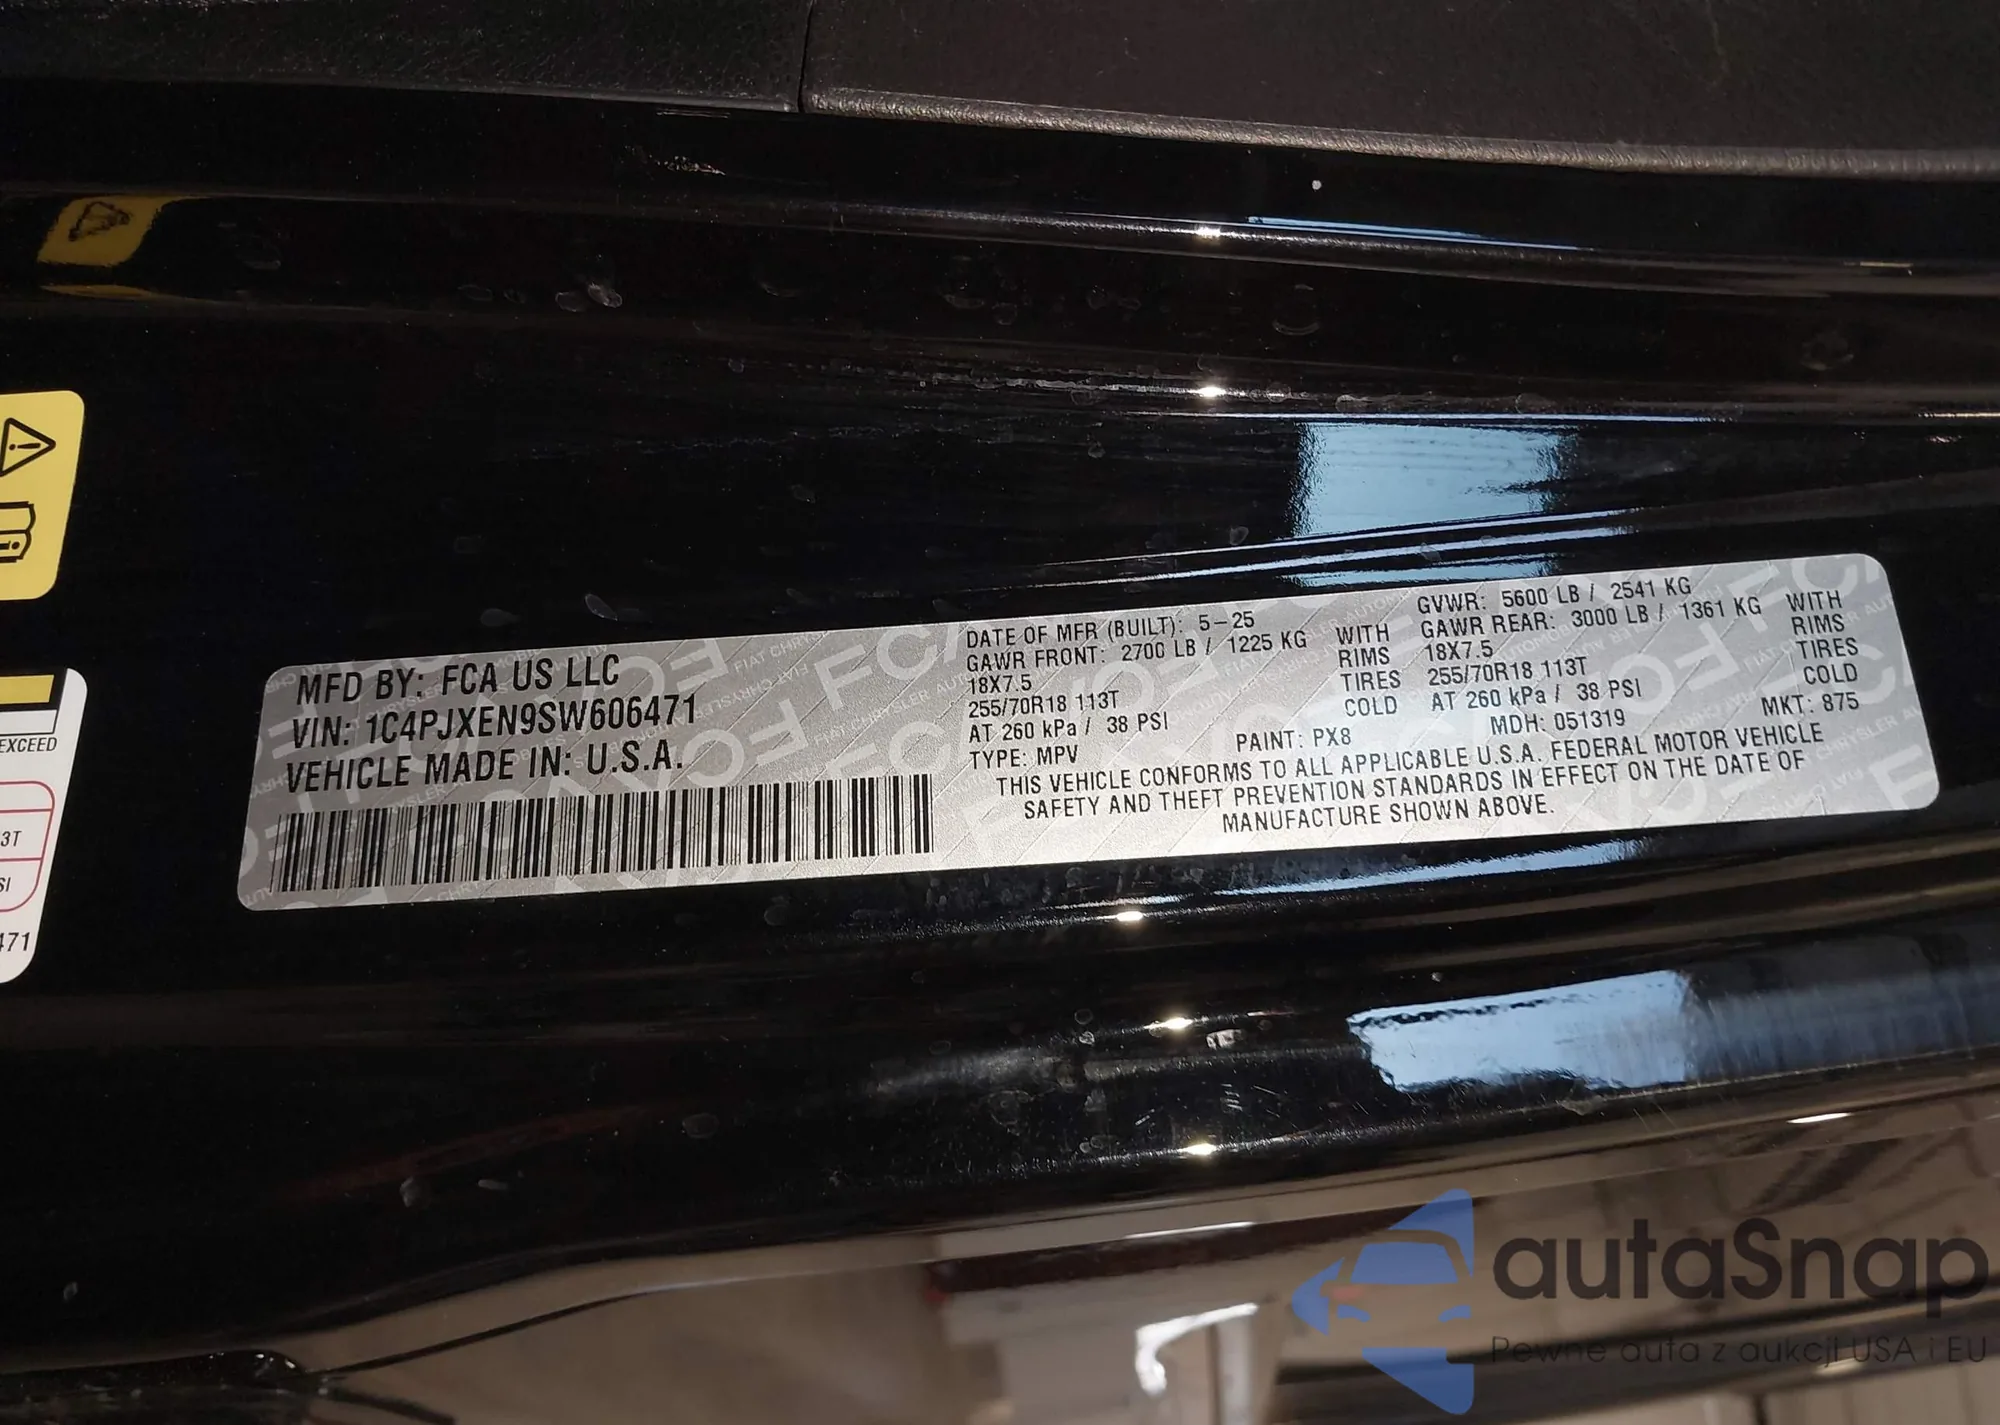 MFD BY: FCA US LLC
VIN: 1C4PJXEN9SW606471
VEHICLE MADE IN: U.S.A.
DATE OF MFR (BUILT): 5-25
GAWR FRONT: 2700 LB / 1225 KG WITH
18X7.5 RIMS
255/70R18 113T TIRES
AT 260 kPa / 38 PSI COLD
TYPE: MPV
GVWR: 5600 LB / 2541 KG
GAWR REAR: 3000 LB / 1361 KG WITH
18X7.5 RIMS
255/70R18 113T TIRES
AT 260 kPa / 38 PSI COLD
PAINT: PX8 MDH: 051319 MKT: 875
THIS VEHICLE CONFORMS TO ALL APPLICABLE U.S.A. FEDERAL MOTOR VEHICLE
SAFETY AND THEFT PREVENTION STANDARDS IN EFFECT ON THE DATE OF
MANUFACTURE SHOWN ABOVE.
EXCEED
3T
SI
471
autaSnap
Pewne auta z aukcji USA i EU